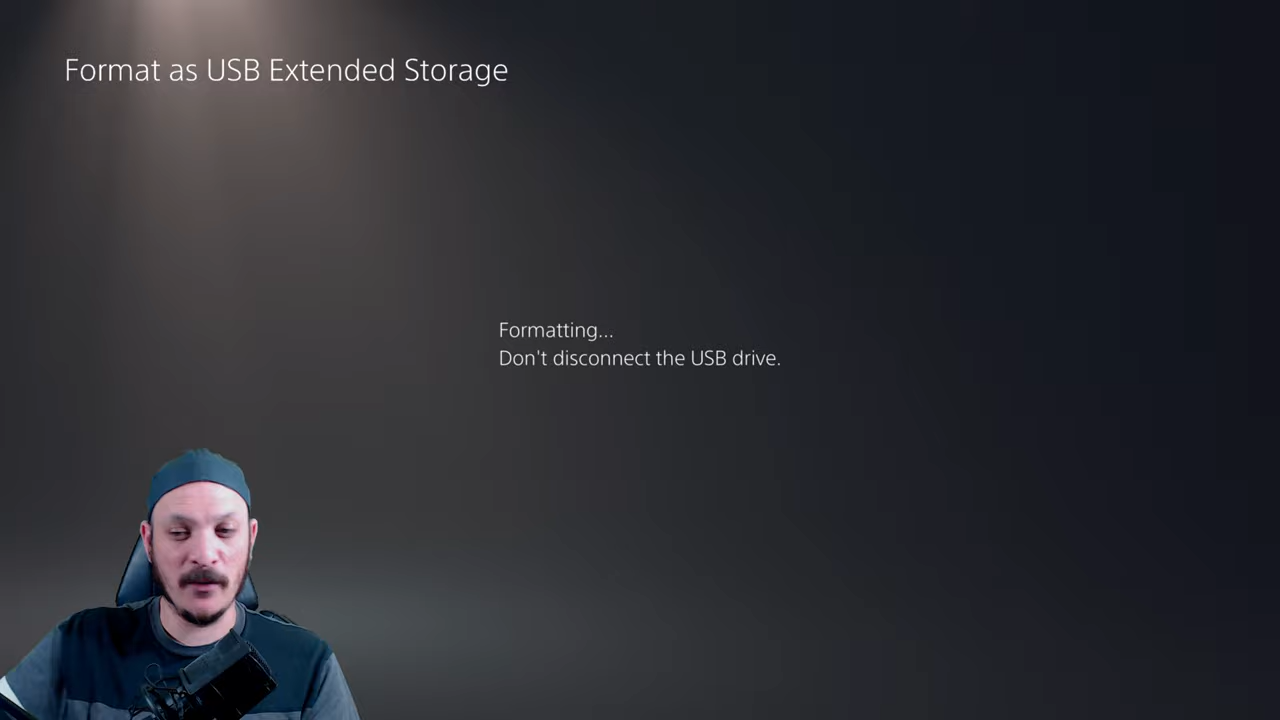 Format as USB Extended Storage
Formatting...
Don't disconnect the USB drive.